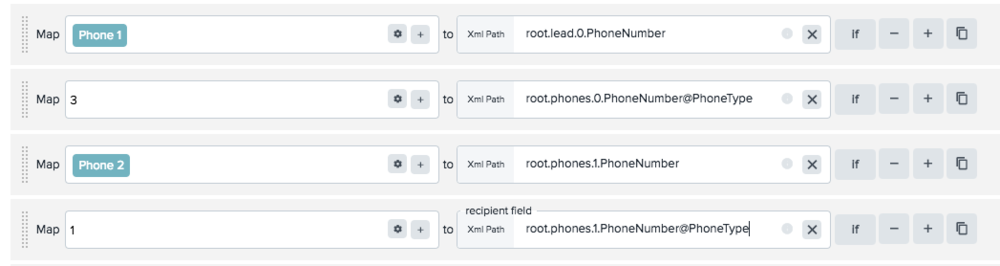 Map Phone 1 + to Xml Path root.lead.0.PhoneNumber if − +
Map 3 + to Xml Path root.phones.0.PhoneNumber@PhoneType if − +
Map Phone 2 + to Xml Path root.phones.1.PhoneNumber if − +
recipient field
Map 1 + to Xml Path root.phones.1.PhoneNumber@PhoneType if − +